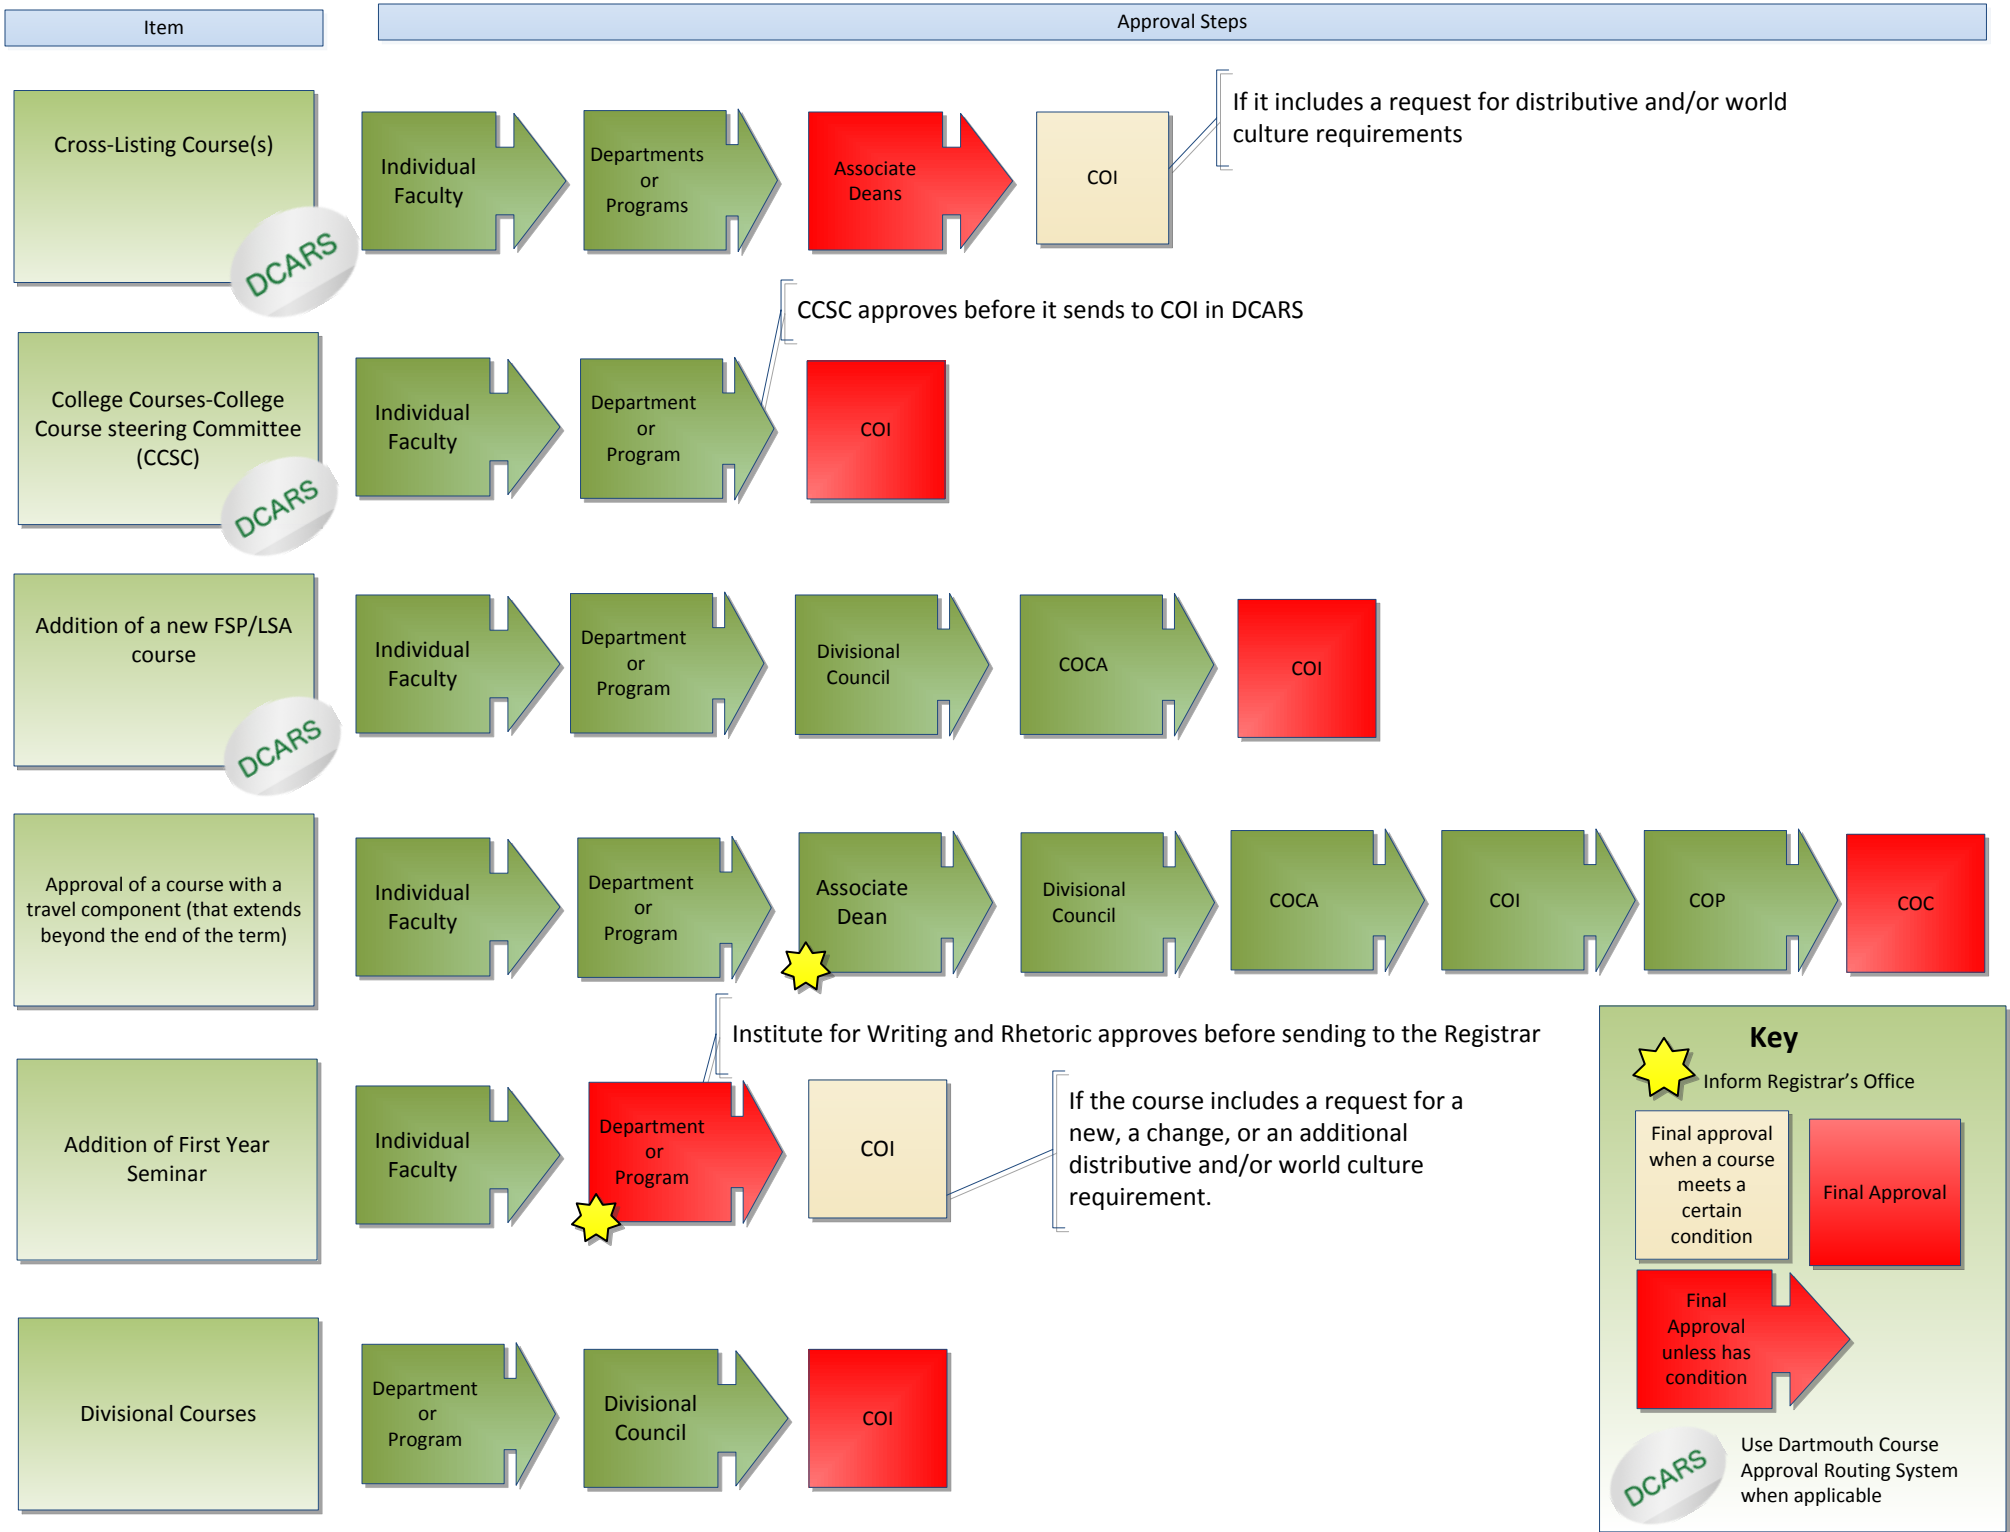 Item
Approval Steps
Cross-Listing Course(s)
DCARS
Individual
Faculty
Departments
or
Programs
Associate
Deans
COI
If it includes a request for distributive and/or world
culture requirements
College Courses-College
Course steering Committee
(CCSC)
DCARS
Individual
Faculty
Department
or
Program
CCSC approves before it sends to COI in DCARS
COI
Addition of a new FSP/LSA
course
DCARS
Individual
Faculty
Department
or
Program
Divisional
Council
COCA
COI
Approval of a course with a
travel component (that extends
beyond the end of the term)
Individual
Faculty
Department
or
Program
Associate
Dean
Divisional
Council
COCA
COI
COP
COC
Addition of First Year
Seminar
Individual
Faculty
Department
or
Program
Institute for Writing and Rhetoric approves before sending to the Registrar
COI
If the course includes a request for a
new, a change, or an additional
distributive and/or world culture
requirement.
Divisional Courses
Department
or
Program
Divisional
Council
COI
Key
Inform Registrar’s Office
Final approval
when a course
meets a
certain
condition
Final Approval
Final
Approval
unless has
condition
DCARS
Use Dartmouth Course
Approval Routing System
when applicable